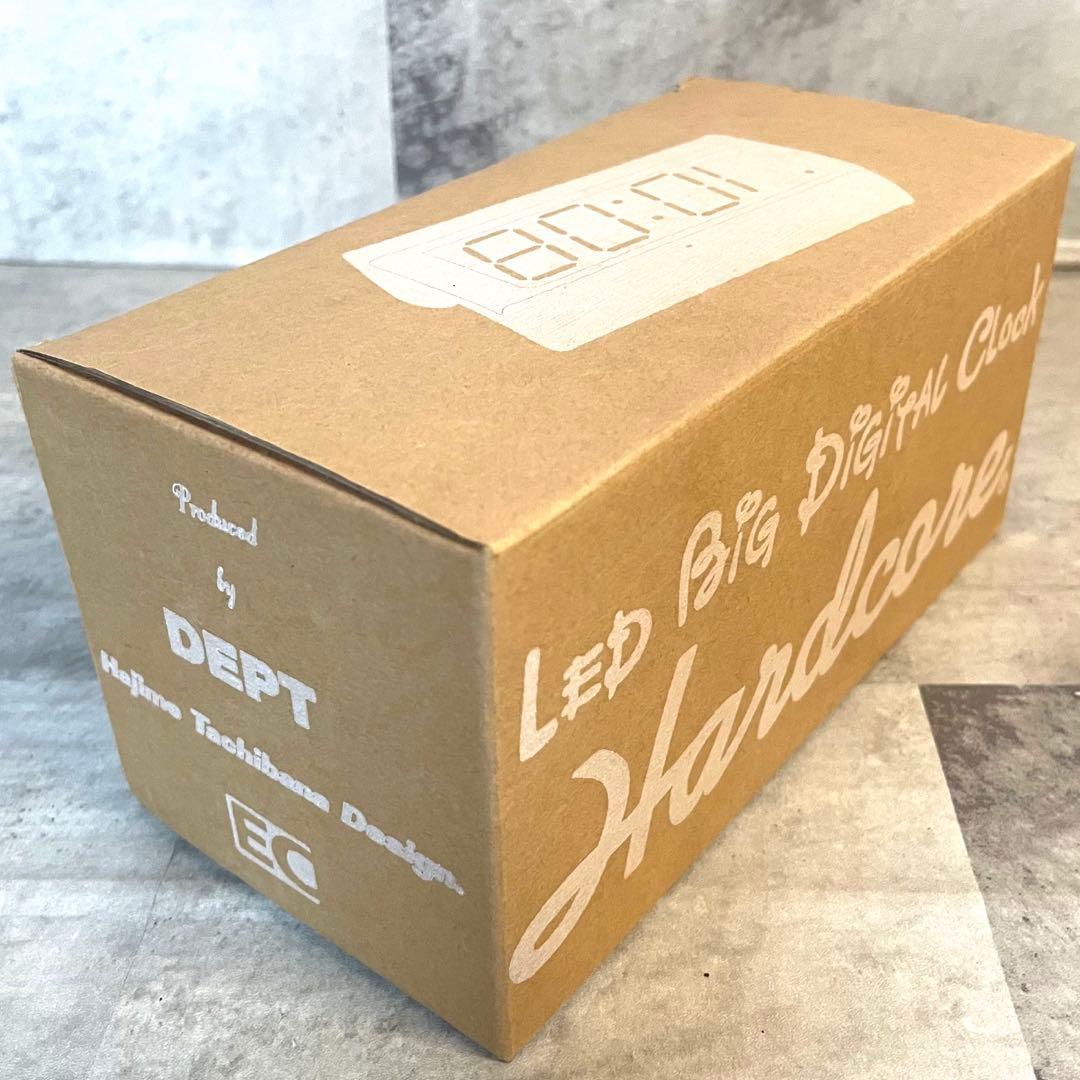 80:01
LED BiG DiGiTAL Clock
Hardcore.
Produced
by
DEPT
Hajime Tachibana Design.
EC